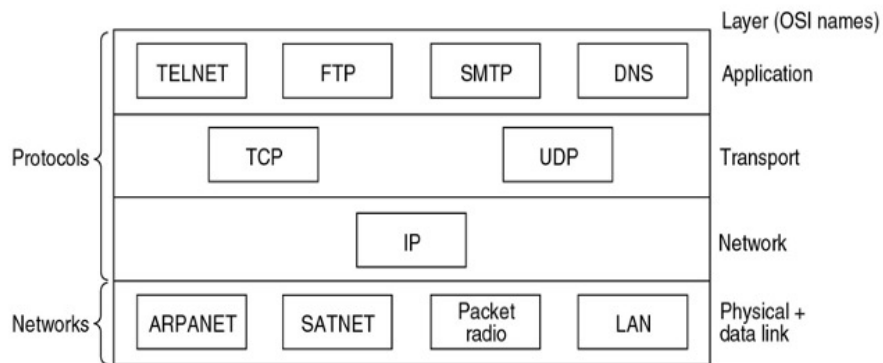 Layer (OSI names)
TELNET FTP SMTP DNS Application
Protocols TCP UDP Transport
IP Network
Networks ARPANET SATNET Packet radio LAN Physical + data link